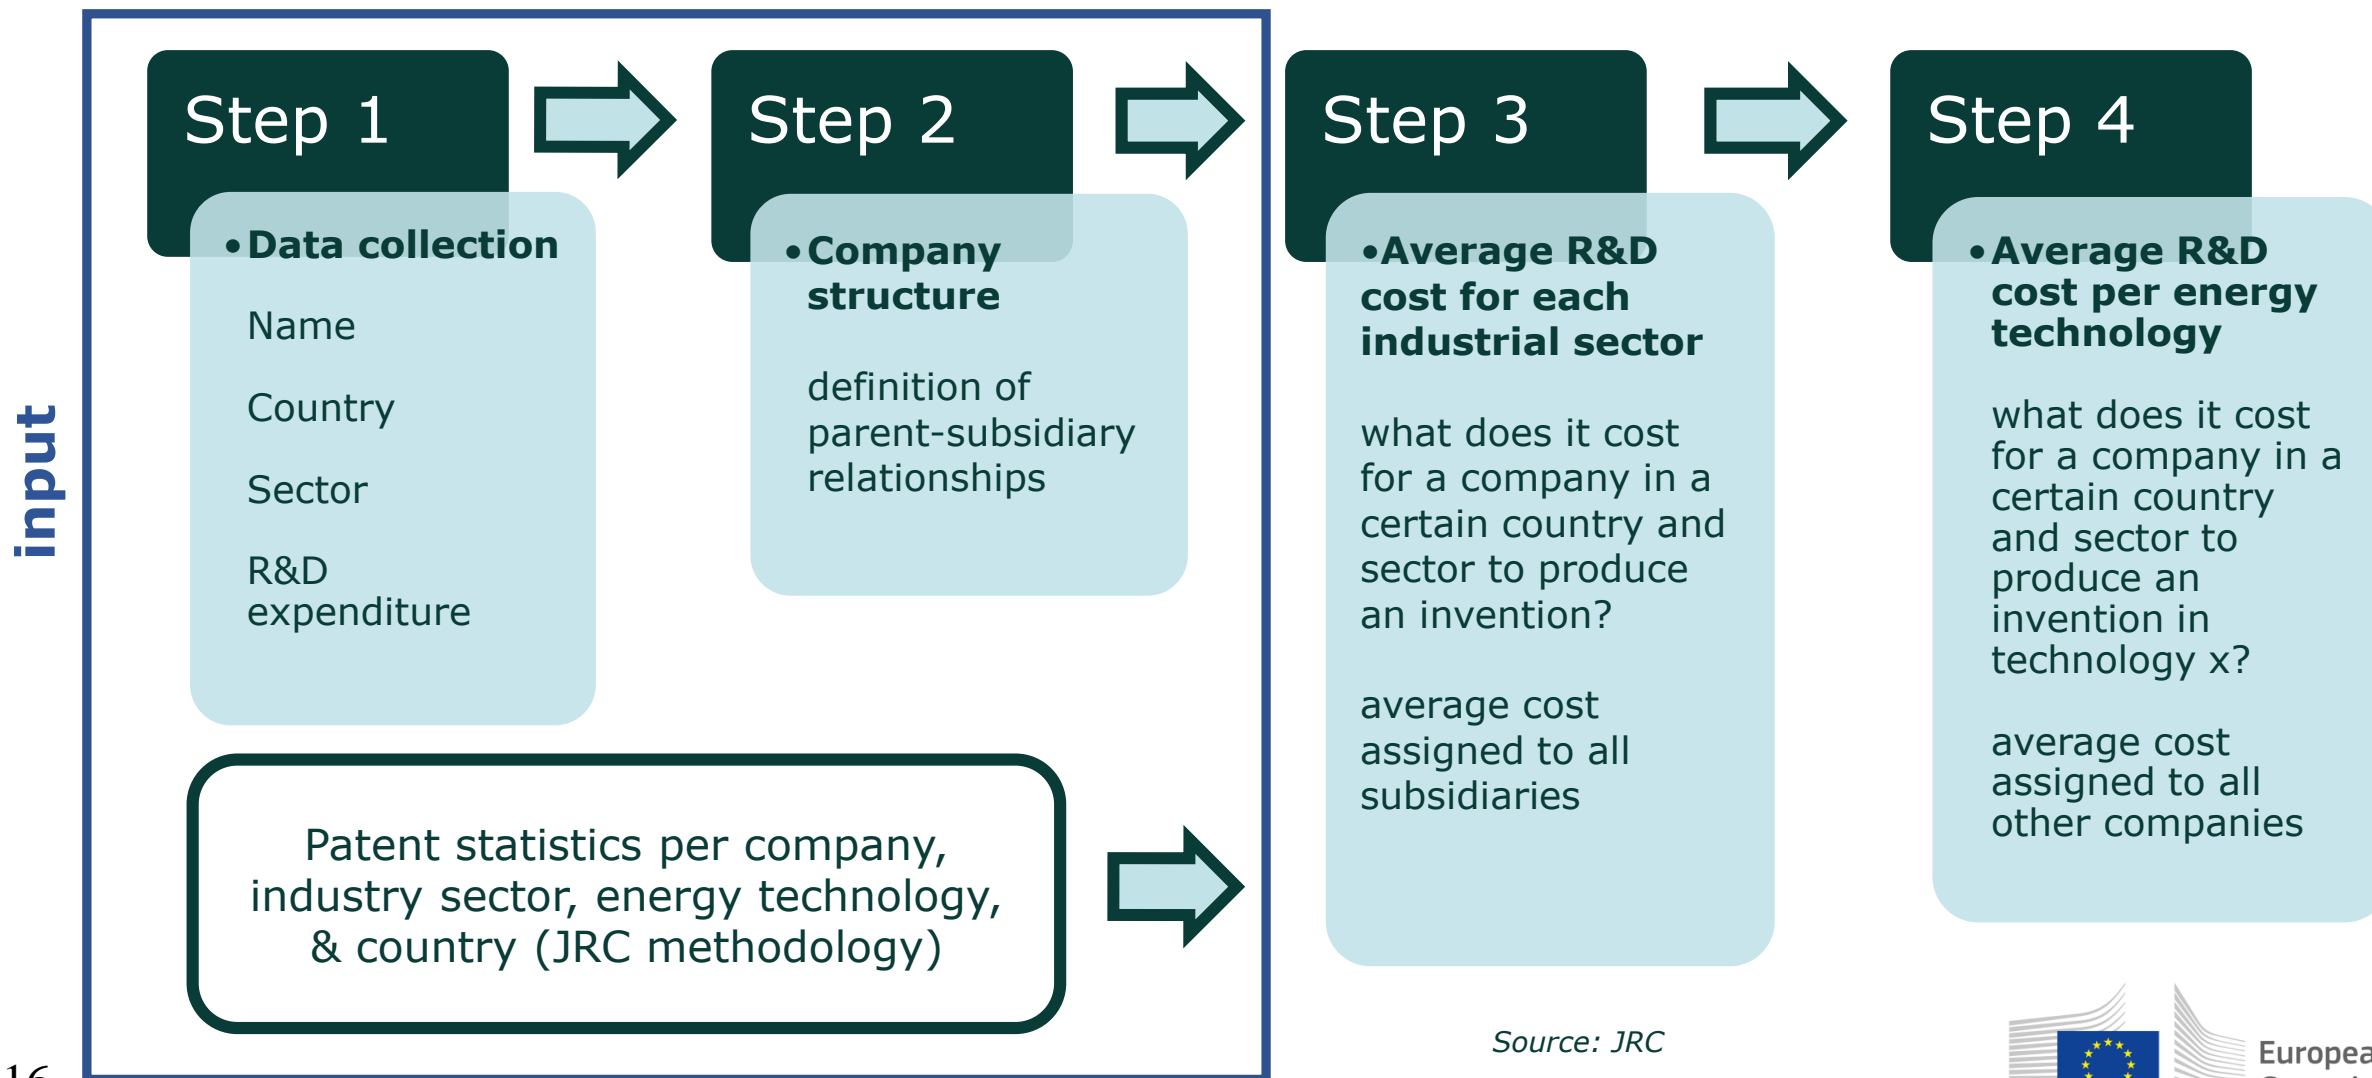 input
Step 1
•Data collection
Name
Country
Sector
R&D
expenditure
Step 2
•Company
structure
definition of
parent-subsidiary
relationships
Patent statistics per company,
industry sector, energy technology,
& country (JRC methodology)
Step 3
•Average R&D
cost for each
industrial sector
what does it cost
for a company in a
certain country and
sector to produce
an invention?
average cost
assigned to all
subsidiaries
Step 4
•Average R&D
cost per energy
technology
what does it cost
for a company in a
certain country
and sector to
produce an
invention in
technology x?
average cost
assigned to all
other companies
Source: JRC
Europea
16